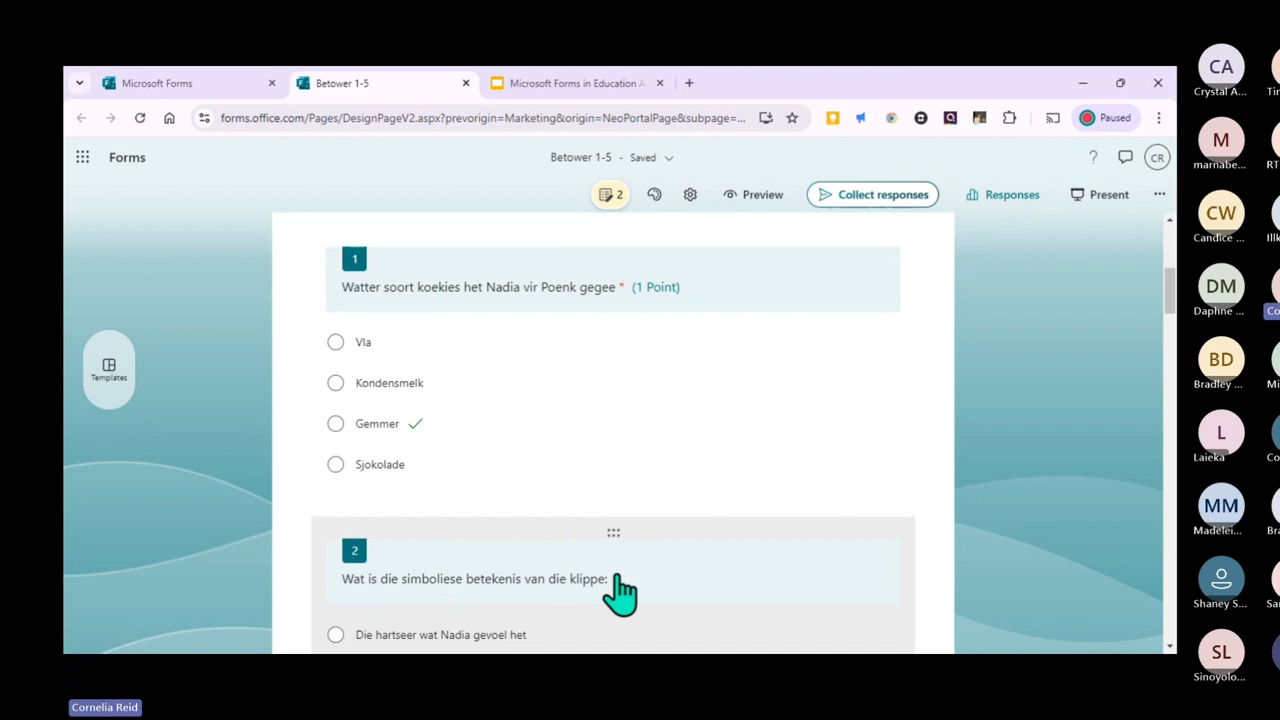 Microsoft Forms
Betower 1-5
Microsoft Forms in Education A
forms.office.com/Pages/DesignPageV2.aspx?prevorigin=Marketing&origin=NeoPortalPage&subpage=...
Paused
Forms
Betower 1-5 - Saved
?
CR
2
Preview
Collect responses
Responses
Present
Templates
1
Watter soort koekies het Nadia vir Poenk gegee * (1 Point)
Vla
Kondensmelk
Gemmer
Sjokolade
2
Wat is die simboliese betekenis van die klippe:
Die hartseer wat Nadia gevoel het
Cornelia Reid
CA
Crystal A...
M
marnabe...
RT
CW
Candice ...
DM
Daphne ...
Co
BD
Bradley ...
L
Laieka
Co
MM
Madelei...
Shaney S...
SL
Sinoyolo...